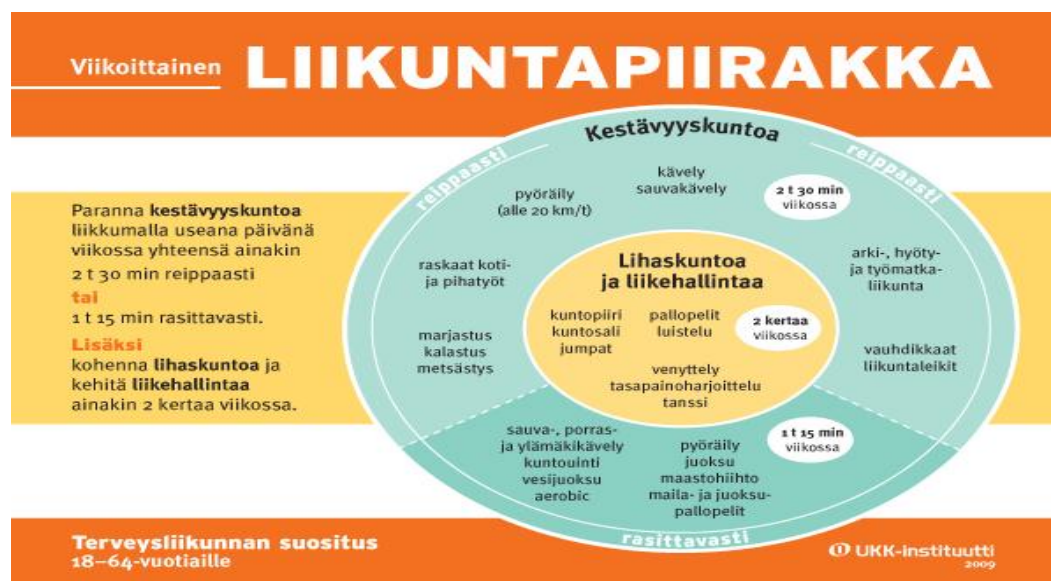 Viikoittainen LIIKUNTAPIIRAKKA
Paranna kestävyyskuntoa
liikkumalla useana päivänä
viikossa yhteensä ainakin
2 t 30 min reippaasti
tai
1 t 15 min rasittavasti.
Lisäksi
kohenna lihaskuntoa ja
kehitä liikehallintaa
ainakin 2 kertaa viikossa.
Kestävyyskuntoa
reippaasti
reippaasti
kävely
sauvakävely
2 t 30 min
viikossa
pyöräily
(alle 20 km/t)
raskaat koti-
ja pihatyöt
marjastus
kalastus
metsästys
arki-, hyöty-
ja työmatka-
liikunta
vauhdikkaat
liikuntaleikit
Lihaskuntoa
ja liikehallintaa
kuntopiiri
kuntosali
jumpat
pallopelit
luistelu
2 kertaa
viikossa
venyttely
tasapainoharjoittelu
tanssi
sauva-, porras-
ja ylämäkikävely
kuntouinti
vesijuoksu
aerobic
pyöräily
juoksu
maastohiihto
maila- ja juoksu-
pallopelit
1 t 15 min
viikossa
rasittavasti
Terveysliikunnan suositus
18–64-vuotiaille
UKK-instituutti
2009